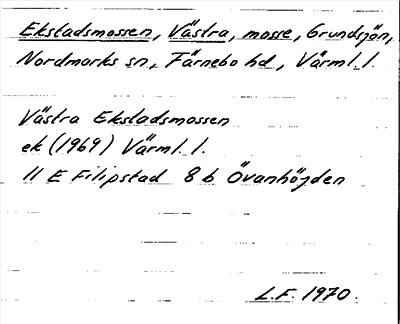 Ekstadsmossen, Västra, mosse, Grundsjön,
Nordmarks sn, Färnebo hd, Värml. l.
Västra Ekstadsmossen
ek (1969) Värml. l.
11 E Filipstad 8 b Övanhöjden
L.F. 1970.